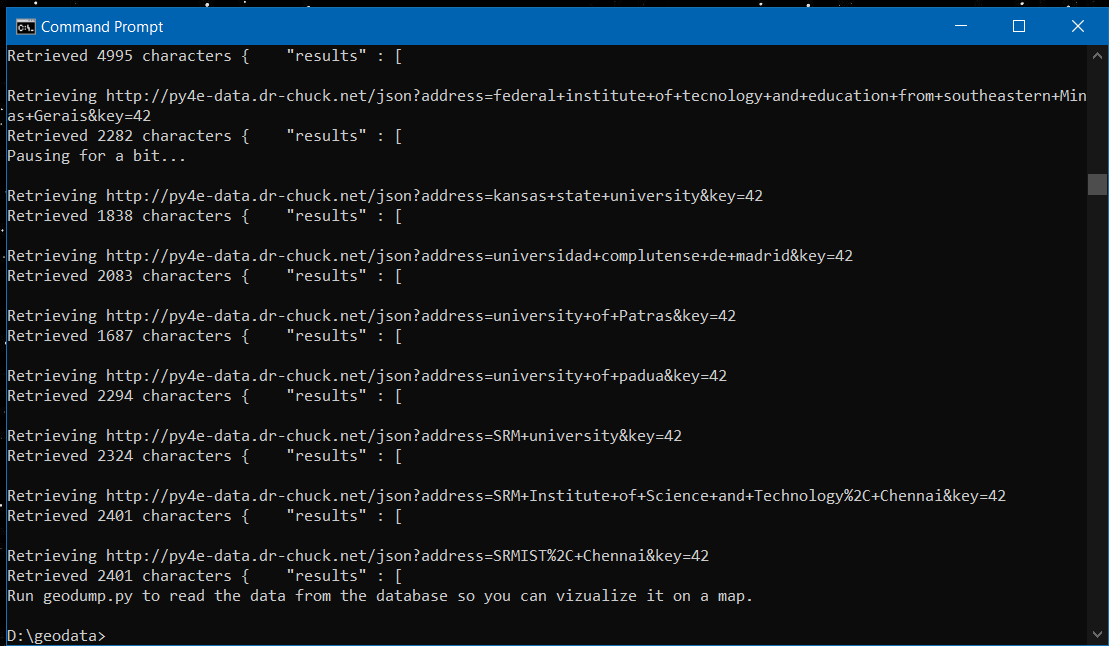 Command Prompt
Retrieved 4995 characters {    "results" : [
Retrieving http://py4e-data.dr-chuck.net/json?address=federal+institute+of+tecnology+and+education+from+southeastern+Min
as+Gerais&key=42
Retrieved 2282 characters {    "results" : [
Pausing for a bit...
Retrieving http://py4e-data.dr-chuck.net/json?address=kansas+state+university&key=42
Retrieved 1838 characters {    "results" : [
Retrieving http://py4e-data.dr-chuck.net/json?address=universidad+complutense+de+madrid&key=42
Retrieved 2083 characters {    "results" : [
Retrieving http://py4e-data.dr-chuck.net/json?address=university+of+Patras&key=42
Retrieved 1687 characters {    "results" : [
Retrieving http://py4e-data.dr-chuck.net/json?address=university+of+padua&key=42
Retrieved 2294 characters {    "results" : [
Retrieving http://py4e-data.dr-chuck.net/json?address=SRM+university&key=42
Retrieved 2324 characters {    "results" : [
Retrieving http://py4e-data.dr-chuck.net/json?address=SRM+Institute+of+Science+and+Technology%2C+Chennai&key=42
Retrieved 2401 characters {    "results" : [
Retrieving http://py4e-data.dr-chuck.net/json?address=SRMIST%2C+Chennai&key=42
Retrieved 2401 characters {    "results" : [
Run geodump.py to read the data from the database so you can vizualize it on a map.
D:\geodata>